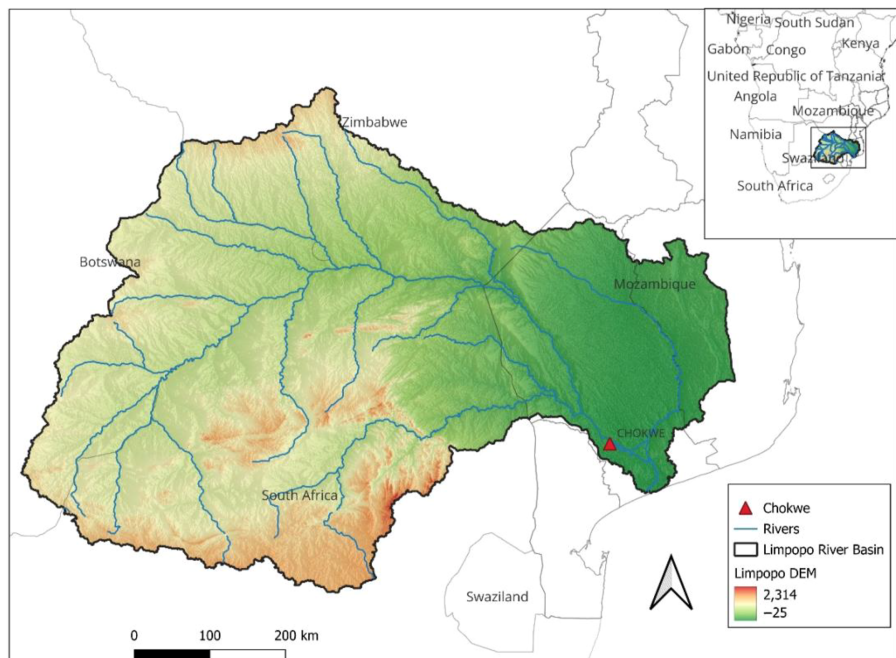 Nigeria
South Sudan
Gabon
Congo
Kenya
United Republic of Tanzania
Angola
Mozambique
Namibia
Swaziland
South Africa
Zimbabwe
Botswana
Mozambique
CHOKWE
South Africa
Swaziland
Chokwe
Rivers
Limpopo River Basin
Limpopo DEM
2,314
−25
0 100 200 km